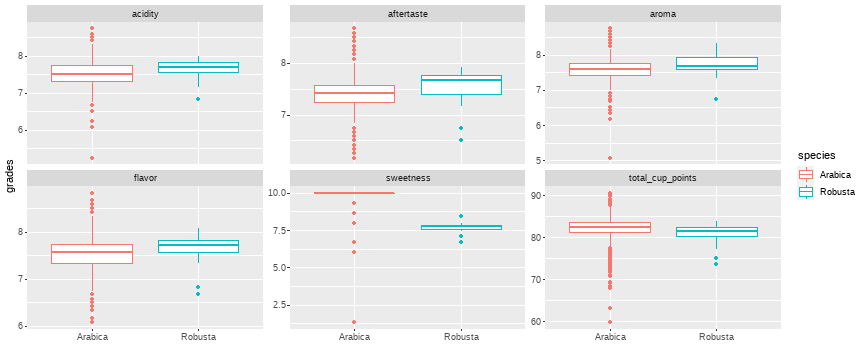 acidity
aftertaste
aroma
8
7
6
8
7
8
7
6
5
grades
species
Arabica
Robusta
flavor
sweetness
total_cup_points
8
7
6
10.0
7.5
5.0
2.5
90
80
70
60
Arabica
Robusta
Arabica
Robusta
Arabica
Robusta